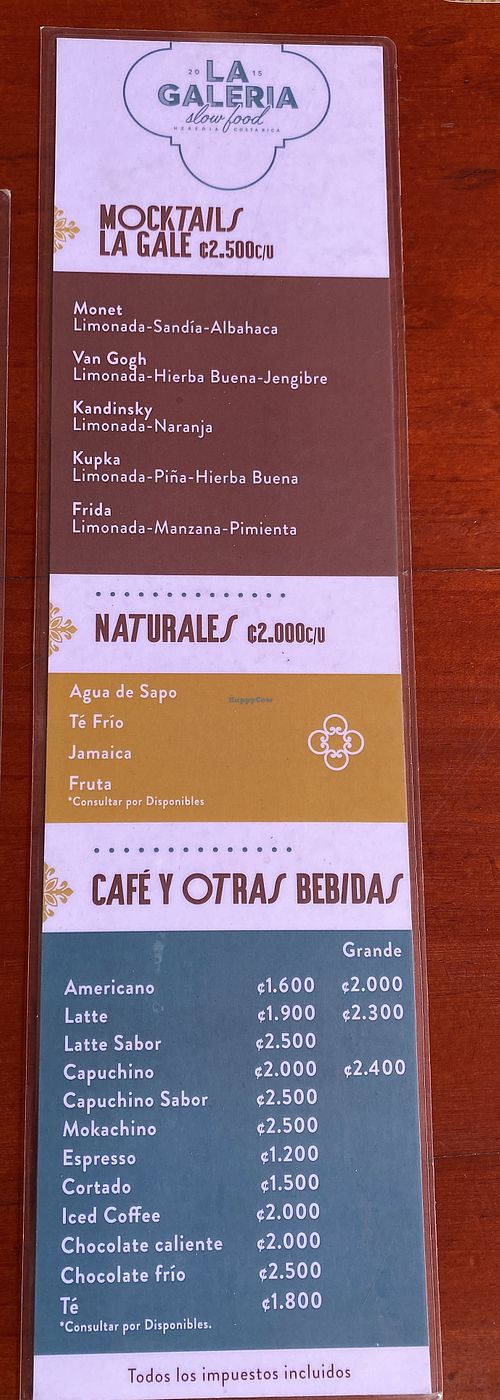 20 LA 15
GALERIA
slow food
HEREDIA COSTA RICA
MOCKTAILS
LA GALE ¢2.500c/u
Monet
Limonada-Sandía-Albahaca
Van Gogh
Limonada-Hierba Buena-Jengibre
Kandinsky
Limonada-Naranja
Kupka
Limonada-Piña-Hierba Buena
Frida
Limonada-Manzana-Pimienta
NATURALES ¢2.000c/u
Agua de Sapo
HappyCow
Té Frío
Jamaica
Fruta
*Consultar por Disponibles
CAFÉ Y OTRAS BEBIDAS
Grande
Americano ¢1.600 ¢2.000
Latte ¢1.900 ¢2.300
Latte Sabor ¢2.500
Capuchino ¢2.000 ¢2.400
Capuchino Sabor ¢2.500
Mokachino ¢2.500
Espresso ¢1.200
Cortado ¢1.500
Iced Coffee ¢2.000
Chocolate caliente ¢2.000
Chocolate frío ¢2.500
Té ¢1.800
*Consultar por Disponibles.
Todos los impuestos incluidos